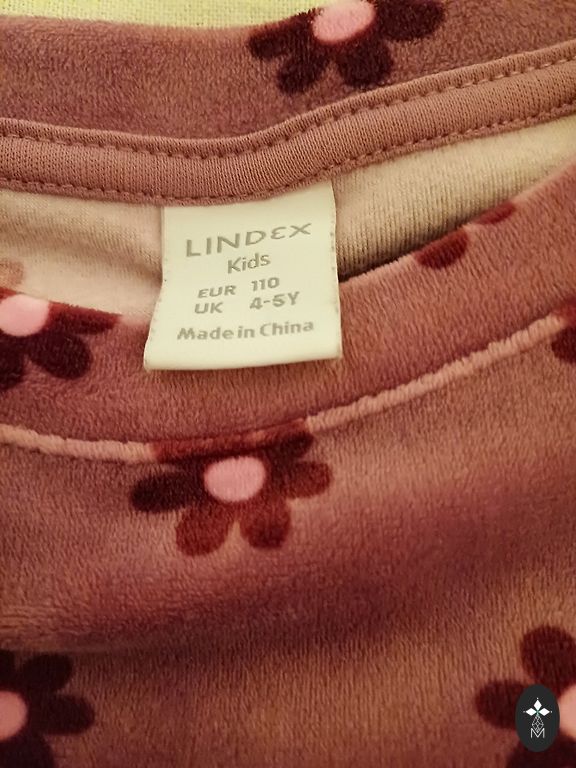 LINDEX
Kids
EUR 110
UK 4-5Y
Made in China
M